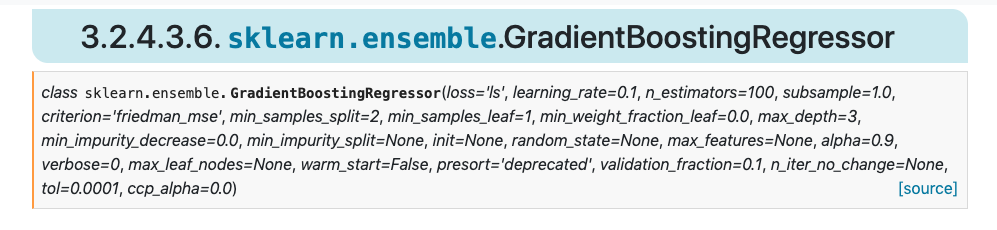 3.2.4.3.6. sklearn.ensemble.GradientBoostingRegressor
class sklearn.ensemble.GradientBoostingRegressor(loss='ls', learning_rate=0.1, n_estimators=100, subsample=1.0,
criterion='friedman_mse', min_samples_split=2, min_samples_leaf=1, min_weight_fraction_leaf=0.0, max_depth=3,
min_impurity_decrease=0.0, min_impurity_split=None, init=None, random_state=None, max_features=None, alpha=0.9,
verbose=0, max_leaf_nodes=None, warm_start=False, presort='deprecated', validation_fraction=0.1, n_iter_no_change=None,
tol=0.0001, ccp_alpha=0.0) [source]